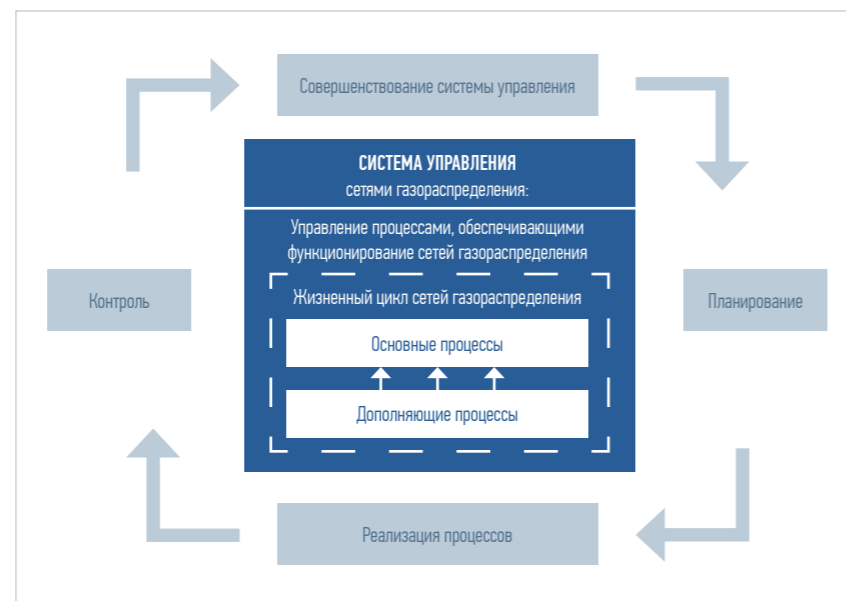 Совершенствование системы управления
СИСТЕМА УПРАВЛЕНИЯ
сетями газораспределения:
Управление процессами, обеспечивающими
функционирование сетей газораспределения
Жизненный цикл сетей газораспределения
Контроль
Планирование
Основные процессы
Дополняющие процессы
Реализация процессов